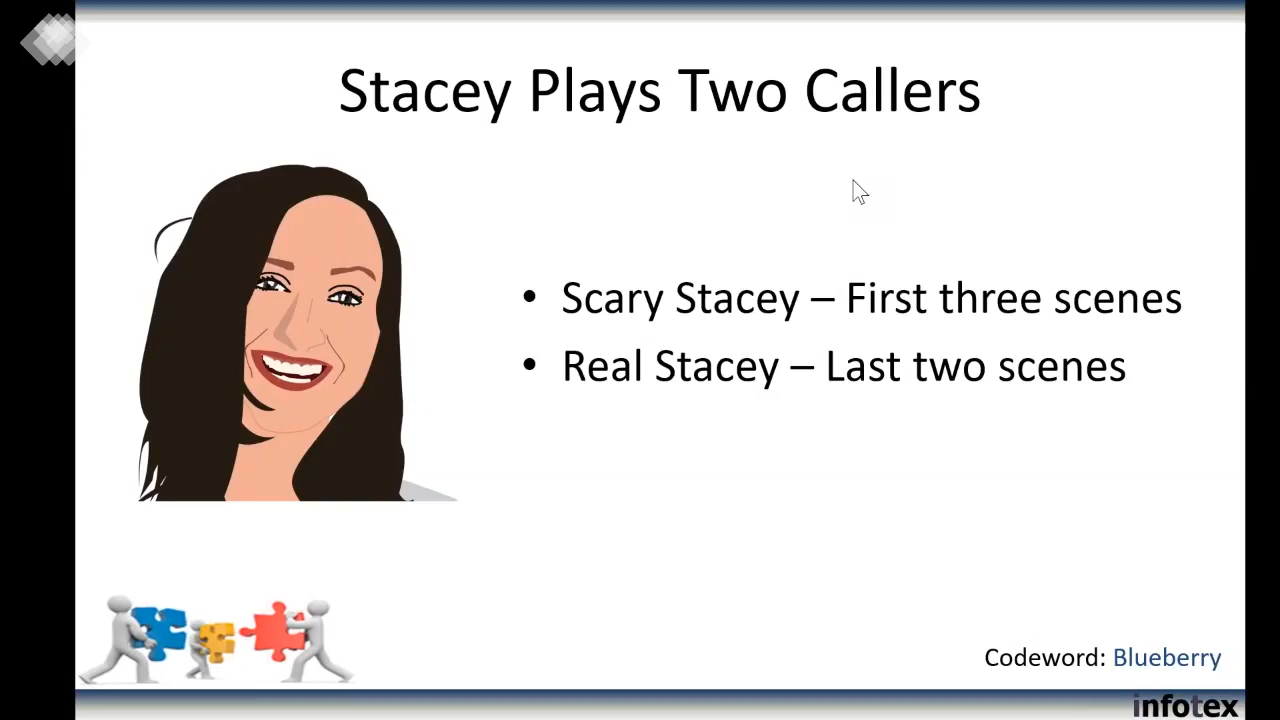 Stacey Plays Two Callers
• Scary Stacey – First three scenes
• Real Stacey – Last two scenes
Codeword: Blueberry
infotex